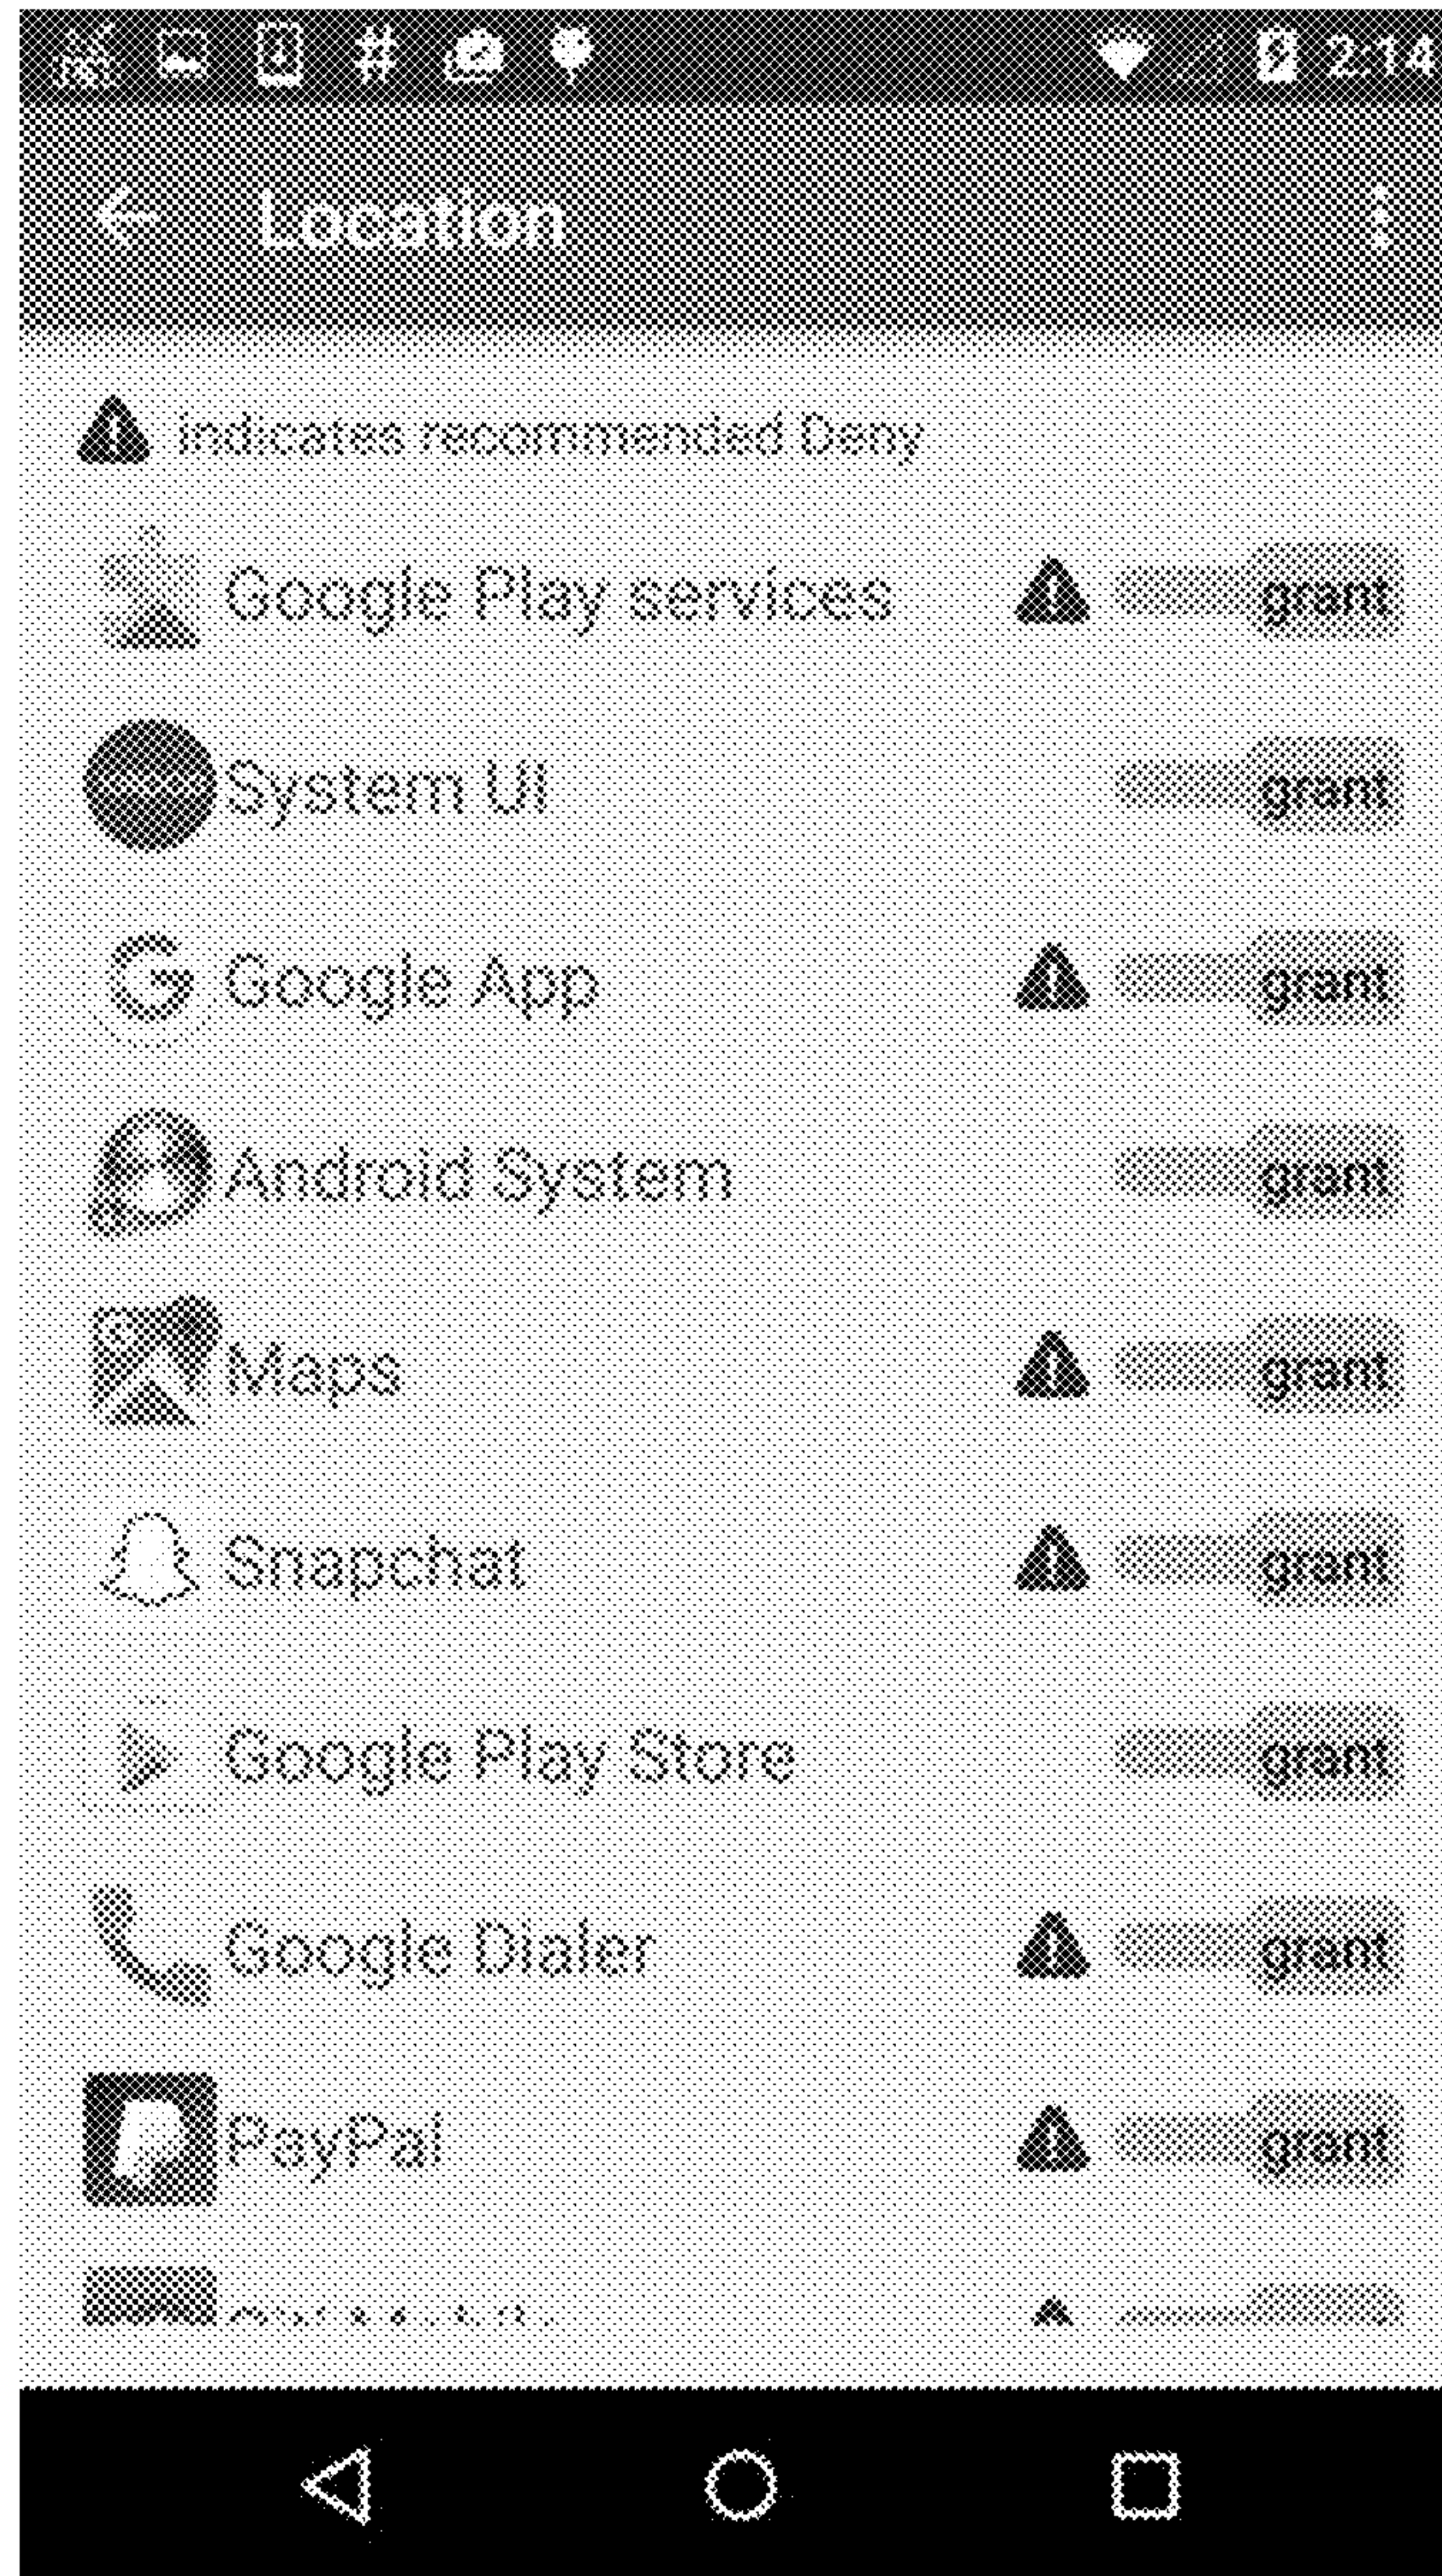 2:14
Location
indicates recommended Deny
Google Play services grant
System UI grant
Google App grant
Android System grant
Maps grant
Snapchat grant
Google Play Store grant
Google Dialer grant
PayPal grant